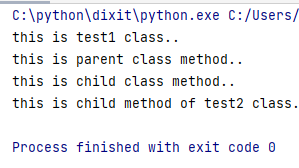 C:\python\dixit\python.exe C:/Users/
this is test1 class..
this is parent class method..
this is child class method..
this is child method of test2 class.
Process finished with exit code 0